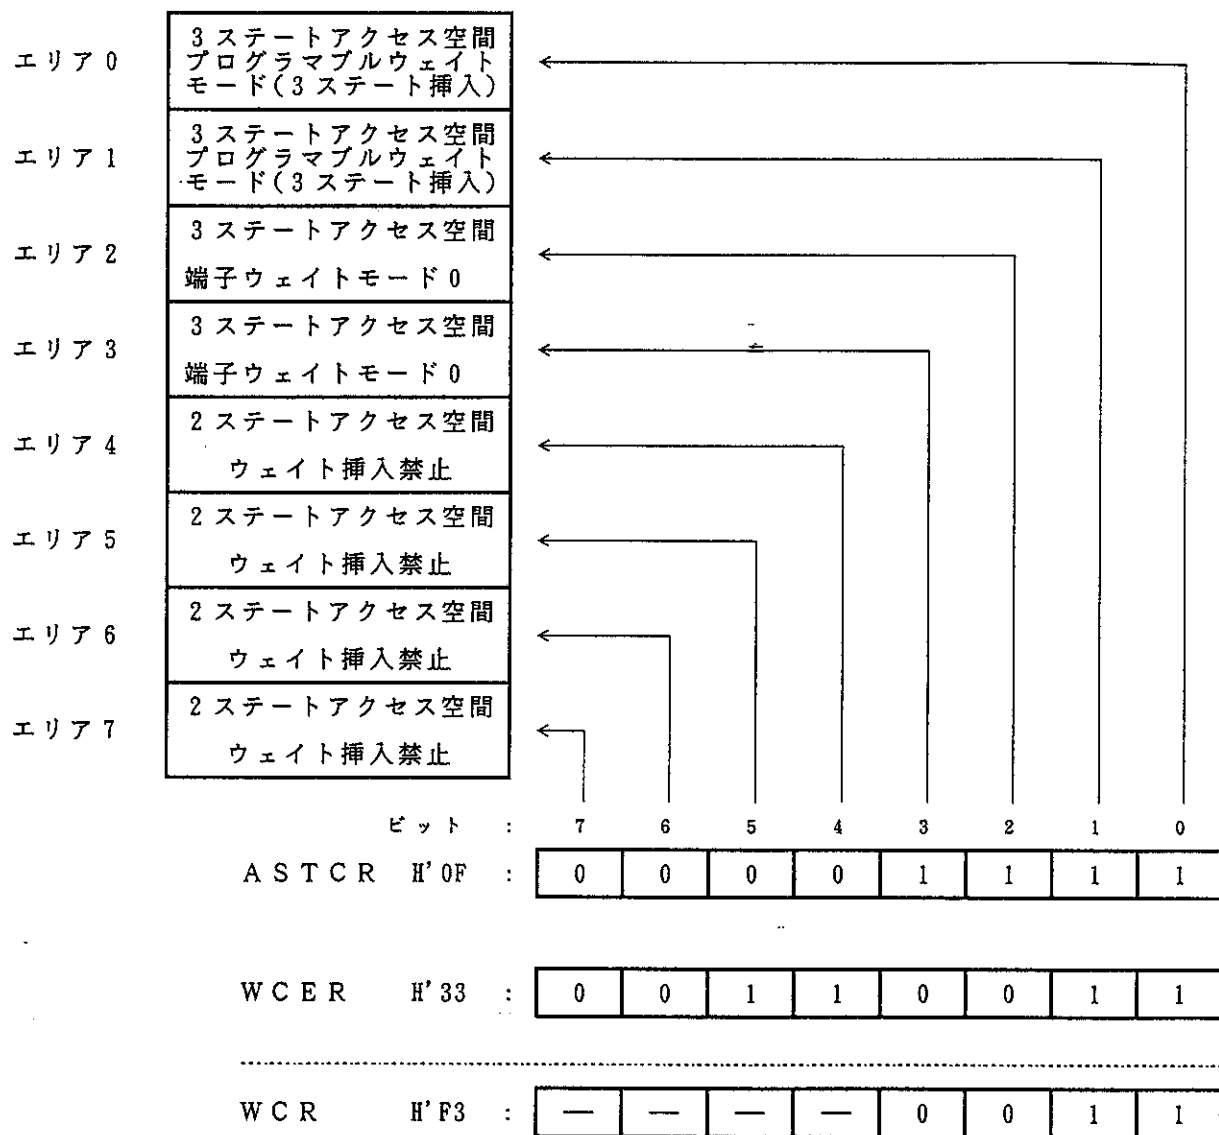 エリア0
3ステートアクセス空間
プログラマブルウェイト
モード(3ステート挿入)
エリア1
3ステートアクセス空間
プログラマブルウェイト
モード(3ステート挿入)
エリア2
3ステートアクセス空間
端子ウェイトモード0
エリア3
3ステートアクセス空間
端子ウェイトモード0
エリア4
2ステートアクセス空間
ウェイト挿入禁止
エリア5
2ステートアクセス空間
ウェイト挿入禁止
エリア6
2ステートアクセス空間
ウェイト挿入禁止
エリア7
2ステートアクセス空間
ウェイト挿入禁止
ビット : 7 6 5 4 3 2 1 0
ASTCR H'0F : 0 0 0 0 1 1 1 1
WCER H'33 : 0 0 1 1 0 0 1 1
WCR H'F3 : — — — — 0 0 1 1